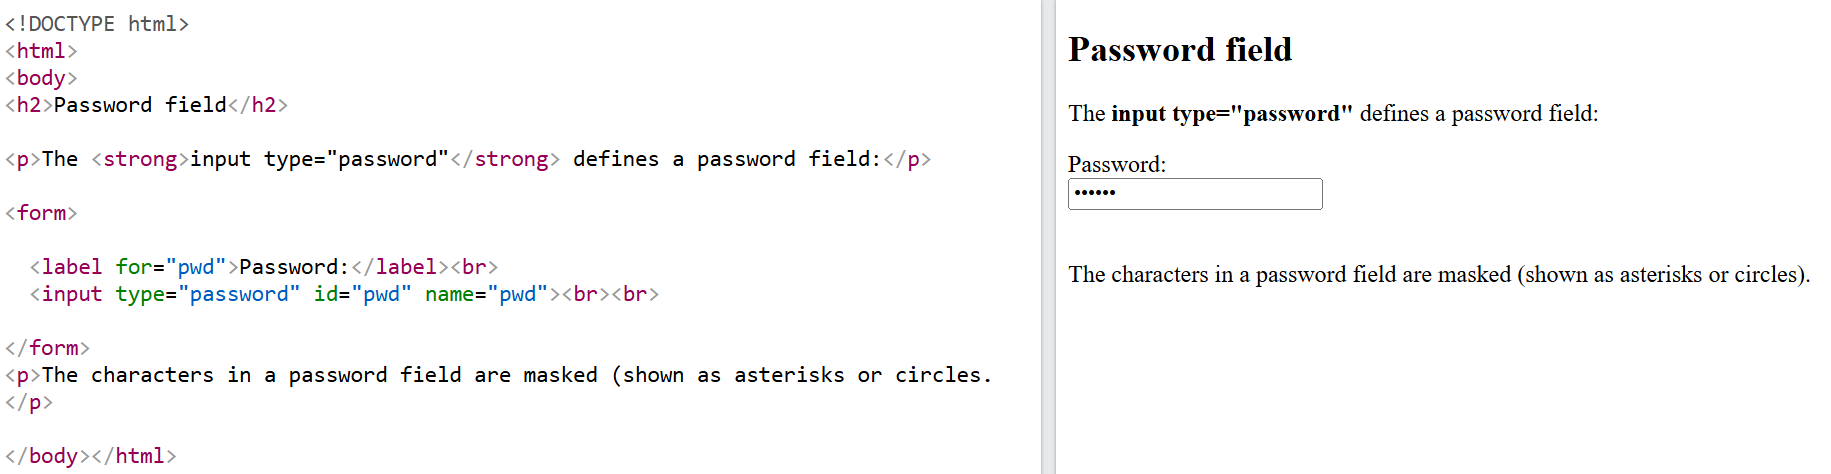 <!DOCTYPE html>
<html>
<body>
<h2>Password field</h2>
<p>The <strong>input type="password"</strong> defines a password field:</p>
<form>
<label for="pwd">Password:</label><br>
<input type="password" id="pwd" name="pwd"><br><br>
</form>
<p>The characters in a password field are masked (shown as asterisks or circles.
</p>
</body></html>
Password field
The input type="password" defines a password field:
Password:
••••••
The characters in a password field are masked (shown as asterisks or circles).